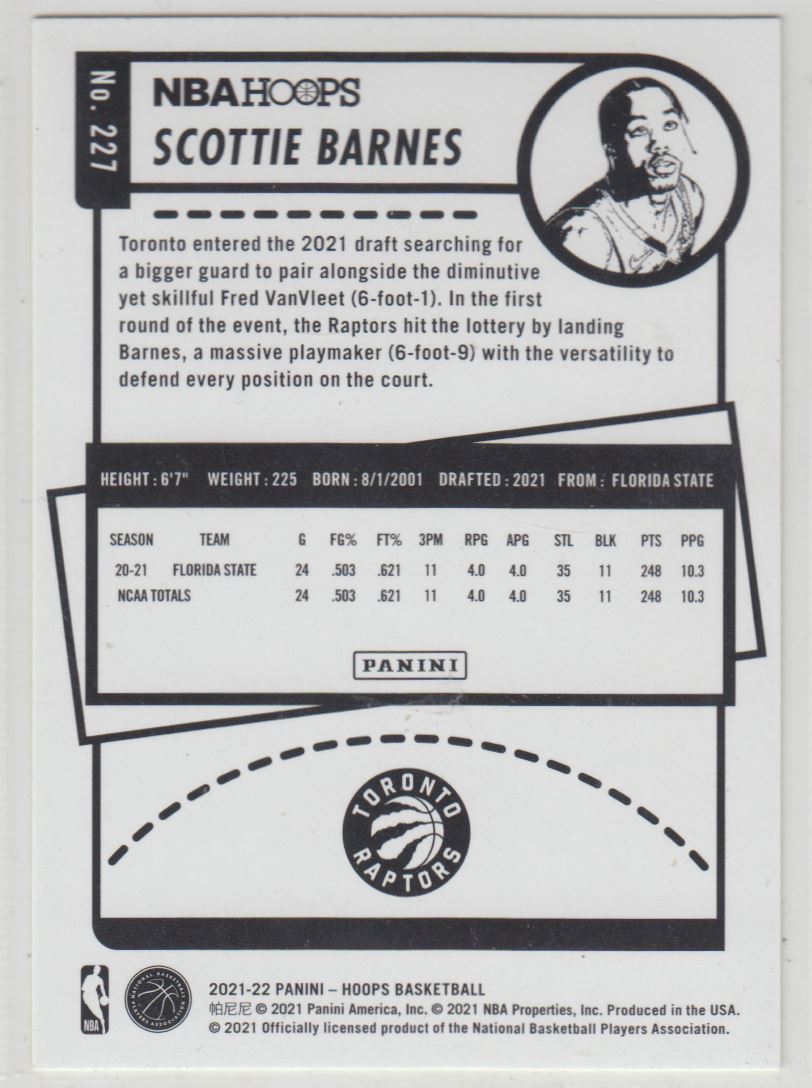 No. 227
NBA HOOPS
SCOTTIE BARNES
Toronto entered the 2021 draft searching for
a bigger guard to pair alongside the diminutive
yet skillful Fred VanVleet (6-foot-1). In the first
round of the event, the Raptors hit the lottery by landing
Barnes, a massive playmaker (6-foot-9) with the versatility to
defend every position on the court.
HEIGHT : 6'7" WEIGHT : 225 BORN : 8/1/2001 DRAFTED : 2021 FROM : FLORIDA STATE
SEASON TEAM G FG% FT% 3PM RPG APG STL BLK PTS PPG
20-21 FLORIDA STATE 24 .503 .621 11 4.0 4.0 35 11 248 10.3
NCAA TOTALS 24 .503 .621 11 4.0 4.0 35 11 248 10.3
PANINI
TORONTO
RAPTORS
NBA
NATIONAL BASKETBALL
PLAYERS ASSOCIATION
2021-22 PANINI – HOOPS BASKETBALL
帕尼尼 © 2021 Panini America, Inc. © 2021 NBA Properties, Inc. Produced in the USA.
© 2021 Officially licensed product of the National Basketball Players Association.